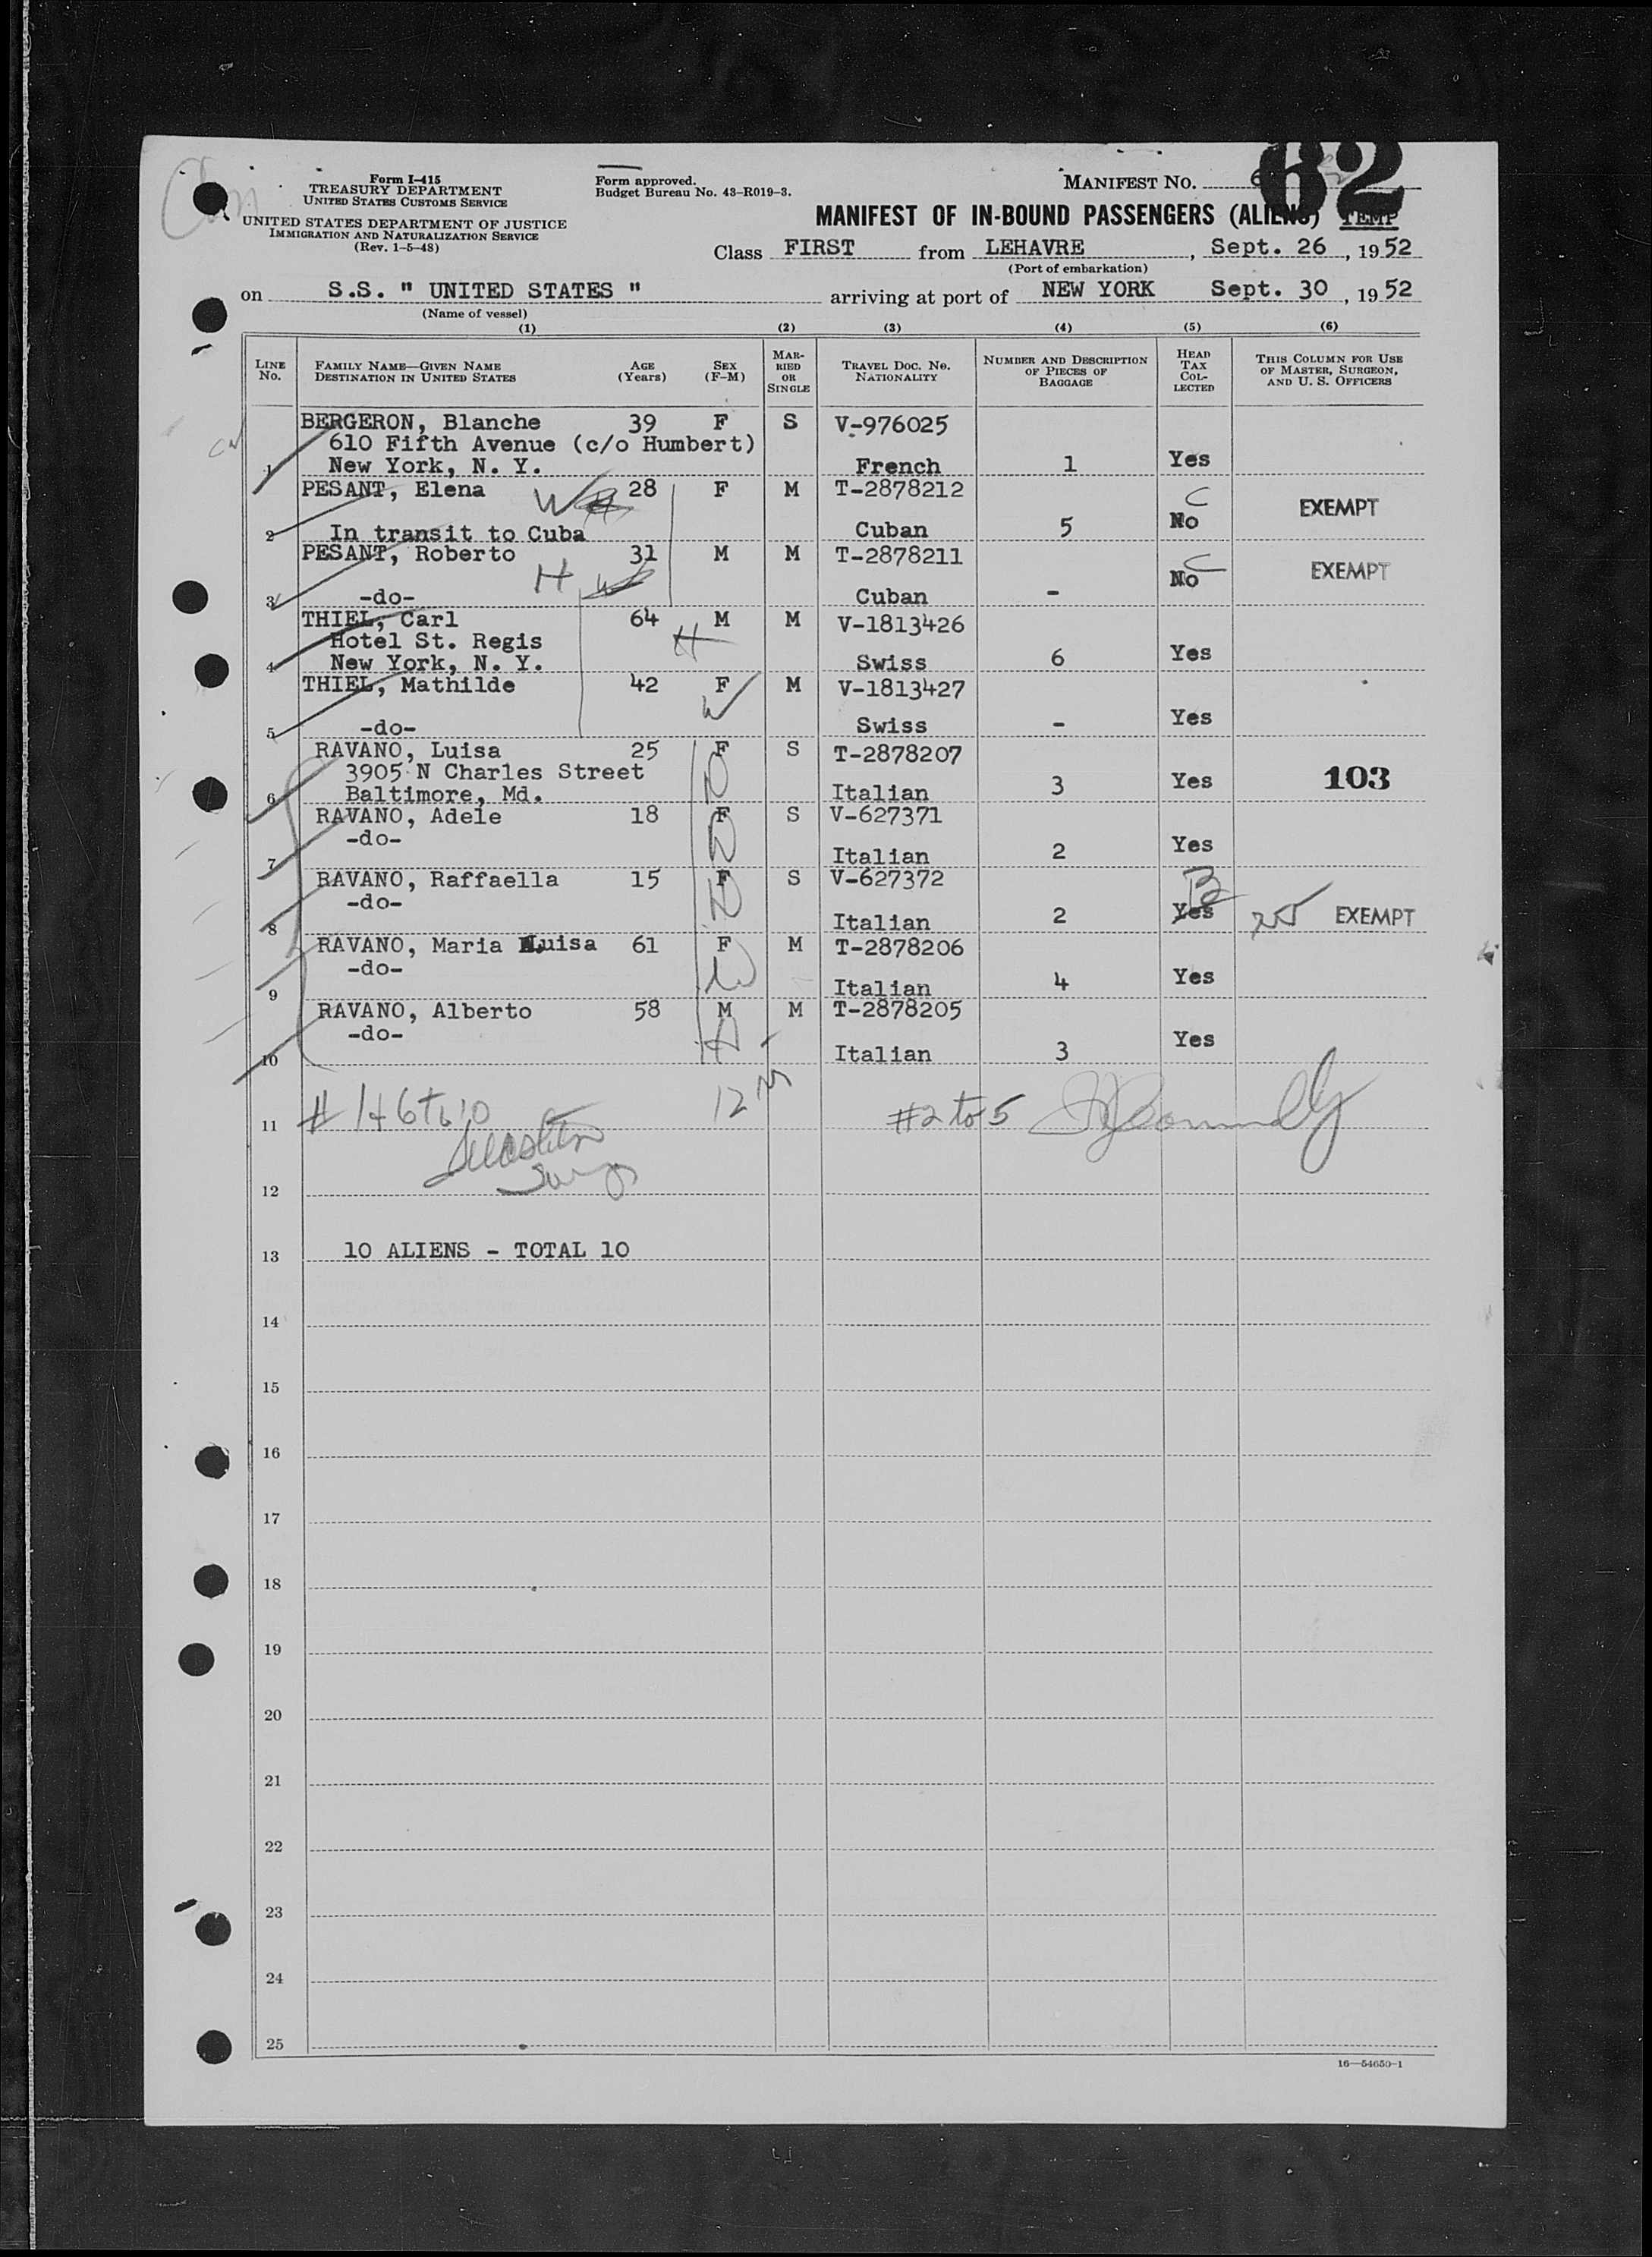 Form I-415
TREASURY DEPARTMENT
UNITED STATES CUSTOMS SERVICE
UNITED STATES DEPARTMENT OF JUSTICE
IMMIGRATION AND NATURALIZATION SERVICE
(Rev. 1-5-48)
Form approved.
Budget Bureau No. 43-R019-3.
MANIFEST NO. 62
MANIFEST OF IN-BOUND PASSENGERS (ALIENS) TEMP
Class FIRST from LEHAVRE, Sept. 26, 1952
(Port of embarkation)
on S.S. " UNITED STATES " arriving at port of NEW YORK Sept. 30, 1952
(Name of vessel)
(1) (2) (3) (4) (5) (6)
LINE No. FAMILY NAME—GIVEN NAME DESTINATION IN UNITED STATES AGE (Years) SEX (F-M) MARRIED OR SINGLE TRAVEL DOC. No. NATIONALITY NUMBER AND DESCRIPTION OF PIECES OF BAGGAGE HEAD TAX COLLECTED THIS COLUMN FOR USE OF MASTER, SURGEON, AND U. S. OFFICERS
BERGERON, Blanche 39 F S V-976025
610 Fifth Avenue (c/o Humbert)
1 New York, N. Y. French 1 Yes
PESANT, Elena W 28 F M T-2878212
2 In transit to Cuba Cuban 5 No C EXEMPT
PESANT, Roberto 31 M M T-2878211
3 -do- H Cuban - No C EXEMPT
THIEL, Carl 64 M M V-1813426
Hotel St. Regis H
4 New York, N. Y. Swiss 6 Yes
THIEL, Mathilde 42 F M V-1813427
5 -do- W Swiss - Yes
RAVANO, Luisa 25 F S T-2878207
3905 N Charles Street
6 Baltimore, Md. D Italian 3 Yes 103
RAVANO, Adele 18 F S V-627371
-do-
7 D Italian 2 Yes
RAVANO, Raffaella 15 F S V-627372
-do-
8 D Italian 2 Yes B EXEMPT
RAVANO, Maria Luisa 61 F M T-2878206
-do-
9 W Italian 4 Yes
RAVANO, Alberto 58 M M T-2878205
-do-
10 H Italian 3 Yes
11 # 1 + 6 to 10 12 M #2 to 5
12
13 10 ALIENS - TOTAL 10
14
15
16
17
18
19
20
21
22
23
24
25
16—54650-1